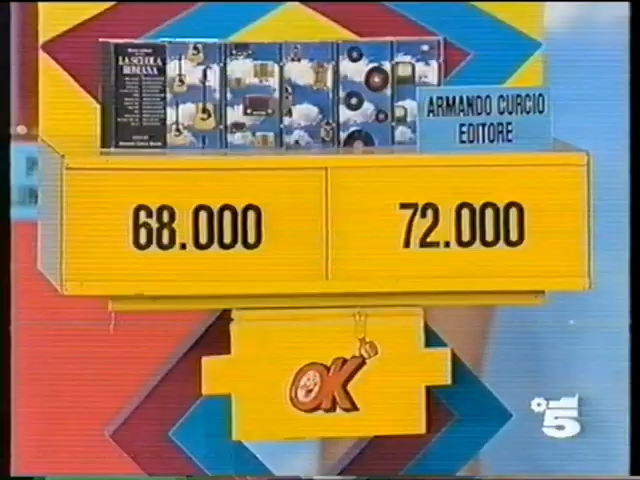 LA SCUOLA
ROMANA
ARMANDO CURCIO
EDITORE
68.000
72.000
OK
5